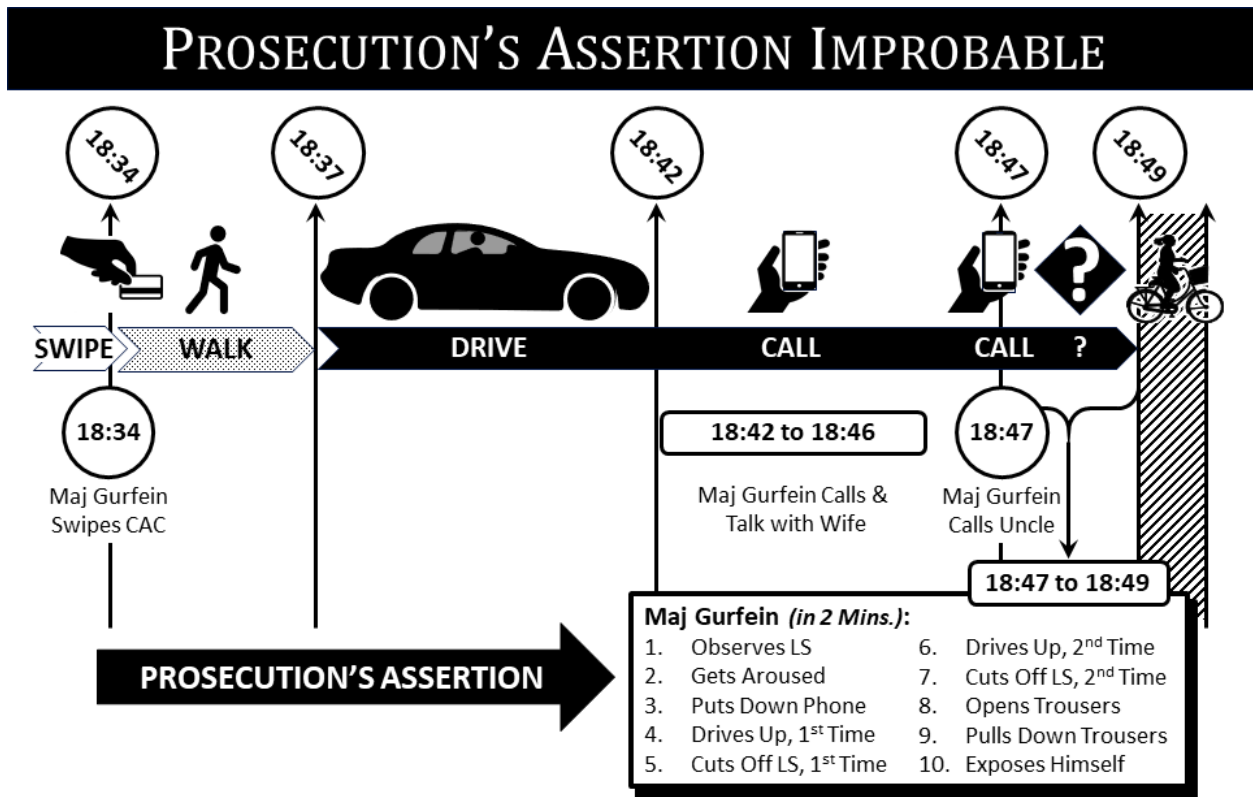 PROSECUTION'S ASSERTION IMPROBABLE
18:34
18:37
18:42
18:47
18:49
?
SWIPE
WALK
DRIVE
CALL
CALL
?
18:34
18:42 to 18:46
18:47
Maj Gurfein
Swipes CAC
Maj Gurfein Calls &
Talk with Wife
Maj Gurfein
Calls Uncle
18:47 to 18:49
PROSECUTION'S ASSERTION
Maj Gurfein (in 2 Mins.):
1. Observes LS
2. Gets Aroused
3. Puts Down Phone
4. Drives Up, 1st Time
5. Cuts Off LS, 1st Time
6. Drives Up, 2nd Time
7. Cuts Off LS, 2nd Time
8. Opens Trousers
9. Pulls Down Trousers
10. Exposes Himself